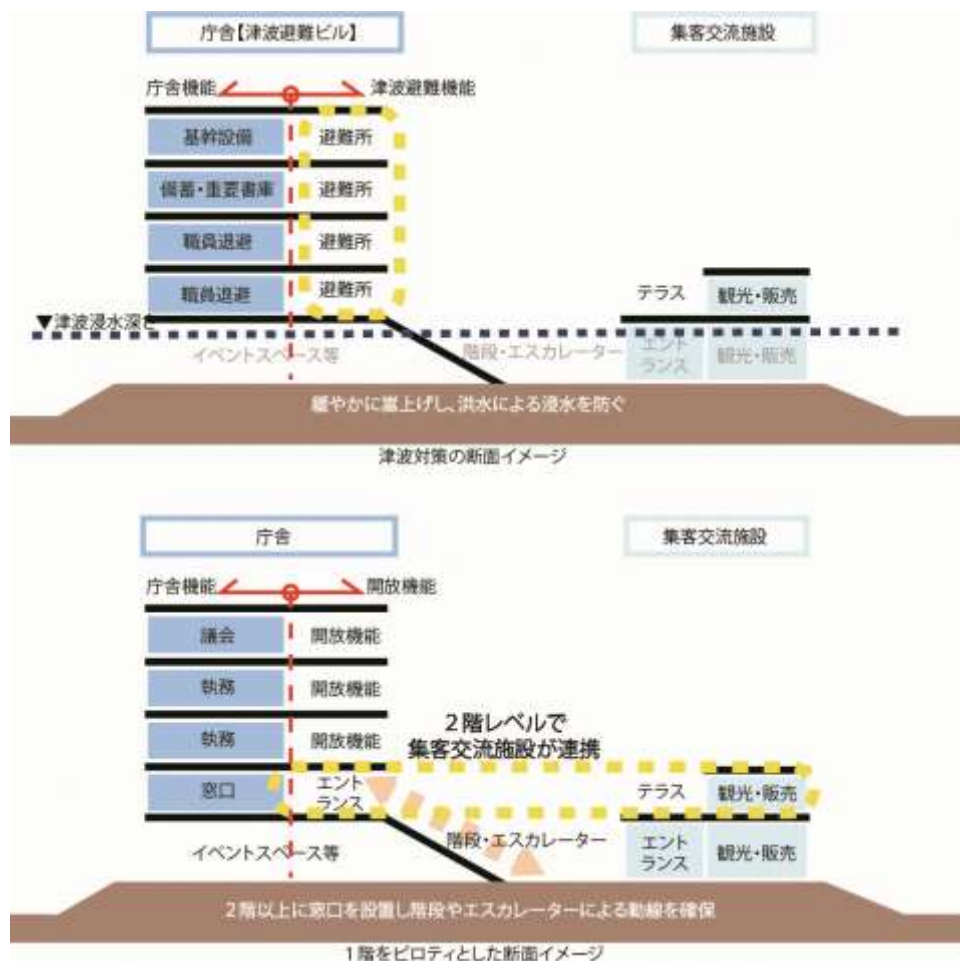 庁舎【津波避難ビル】
集客交流施設
庁舎機能
津波避難機能
基幹設備
避難所
備蓄・重要書庫
避難所
職員退避
避難所
職員退避
避難所
テラス
観光・販売
▼津波浸水深さ
イベントスペース等
階段・エスカレーター
エント
ランス
観光・販売
緩やかに嵩上げし、洪水による浸水を防ぐ
津波対策の断面イメージ
庁舎
集客交流施設
庁舎機能
開放機能
議会
開放機能
執務
開放機能
執務
開放機能
2階レベルで
集客交流施設が連携
窓口
エント
ランス
テラス
観光・販売
イベントスペース等
階段・エスカレーター
エント
ランス
観光・販売
2階以上に窓口を設置し階段やエスカレーターによる動線を確保
1階をピロティとした断面イメージ